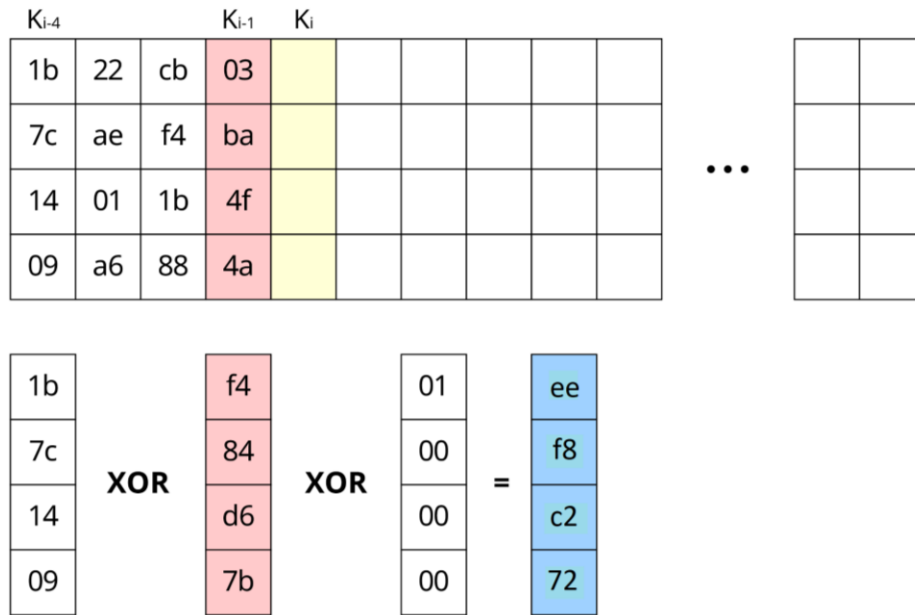 Ki-4 Ki-1 Ki
1b 22 cb 03
7c ae f4 ba
14 01 1b 4f
09 a6 88 4a
...
1b f4 01 ee
7c 84 00 f8
XOR XOR =
14 d6 00 c2
09 7b 00 72